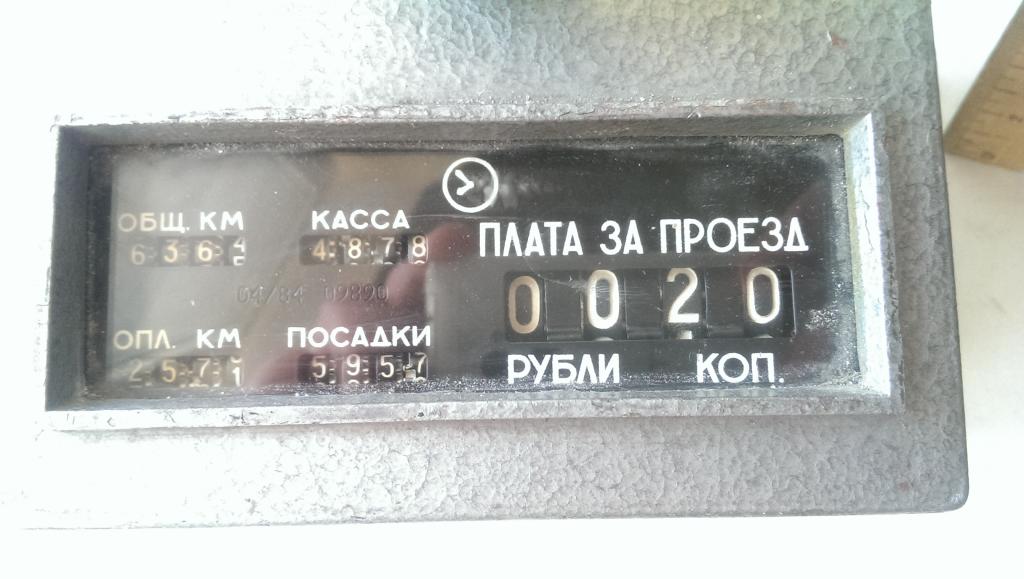 ОБЩ. КМ
6364
КАССА
4878
04/84 09890
ОПЛ. КМ
2571
ПОСАДКИ
5957
ПЛАТА ЗА ПРОЕЗД
0020
РУБЛИ КОП.